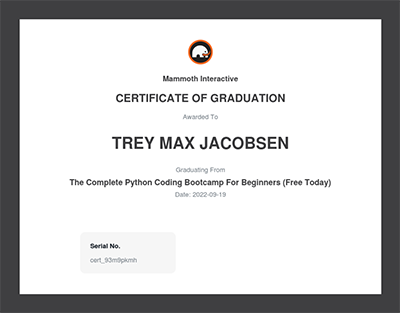 Mammoth Interactive
CERTIFICATE OF GRADUATION
Awarded To
TREY MAX JACOBSEN
Graduating From
The Complete Python Coding Bootcamp For Beginners (Free Today)
Date: 2022-09-19
Serial No.
cert_93m9pkmh